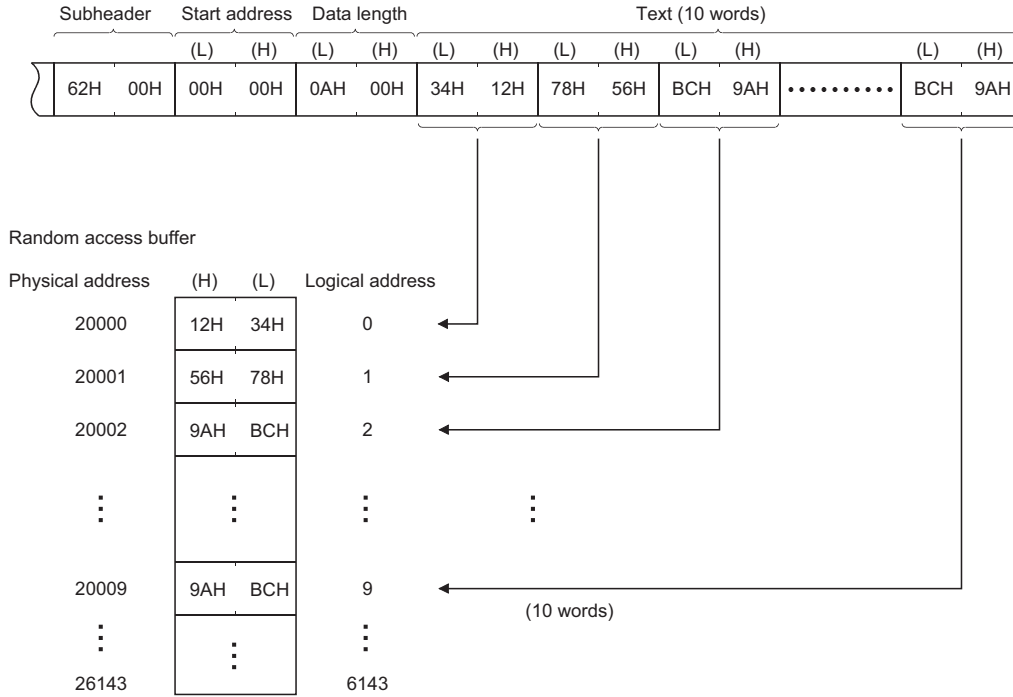 Subheader Start address Data length Text (10 words)
(L) (H) (L) (H) (L) (H) (L) (H) (L) (H) (L) (H)
62H 00H 00H 00H 0AH 00H 34H 12H 78H 56H BCH 9AH •••••••••• BCH 9AH
Random access buffer
Physical address (H) (L) Logical address
20000 12H 34H 0
20001 56H 78H 1
20002 9AH BCH 2
20009 9AH BCH 9
(10 words)
26143 6143